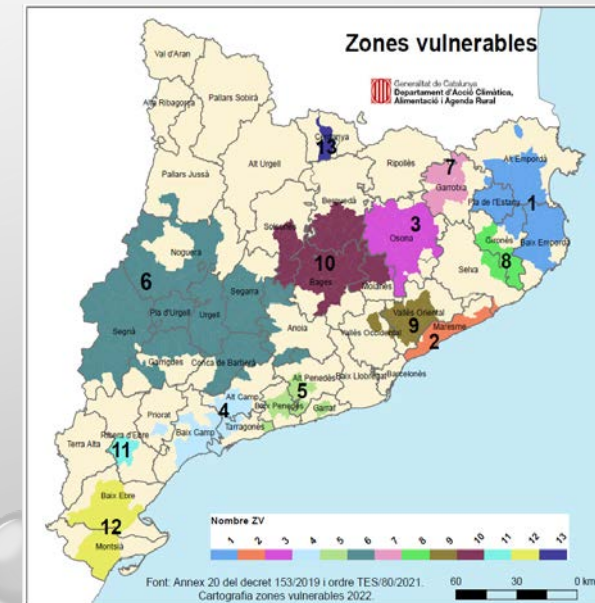 Zones vulnerables
Generalitat de Catalunya
Departament d'Acció Climàtica,
Alimentació i Agenda Rural
Val d'Aran
Alta Ribagorça
Pallars Sobirà
Cerdanya
13
Alt Urgell
Ripollès
7
Garrotxa
Alt Empordà
Pallars Jussà
Berguedà
Pla de l'Estany
1
3
Solsonès
Osona
Gironès
Baix Empordà
Noguera
8
10
6
Bages
Selva
Segarra
Moianès
Pla d'Urgell
Urgell
Vallès Oriental
Anoia
9
Maresme
Segrià
Vallès Occidental
2
Garrigues
Conca de Barberà
Baix Llobregat
Barcelonès
Alt Penedès
5
Alt Camp
Baix Penedès
Garraf
Priorat
4
Ribera d'Ebre
Baix Camp
Tarragonès
Terra Alta
11
Baix Ebre
12
Montsià
Nombre ZV
1 2 3 4 5 6 7 8 9 10 11 12 13
Font: Annex 20 del decret 153/2019 i ordre TES/80/2021.
Cartografia zones vulnerables 2022.
60 30 0 km